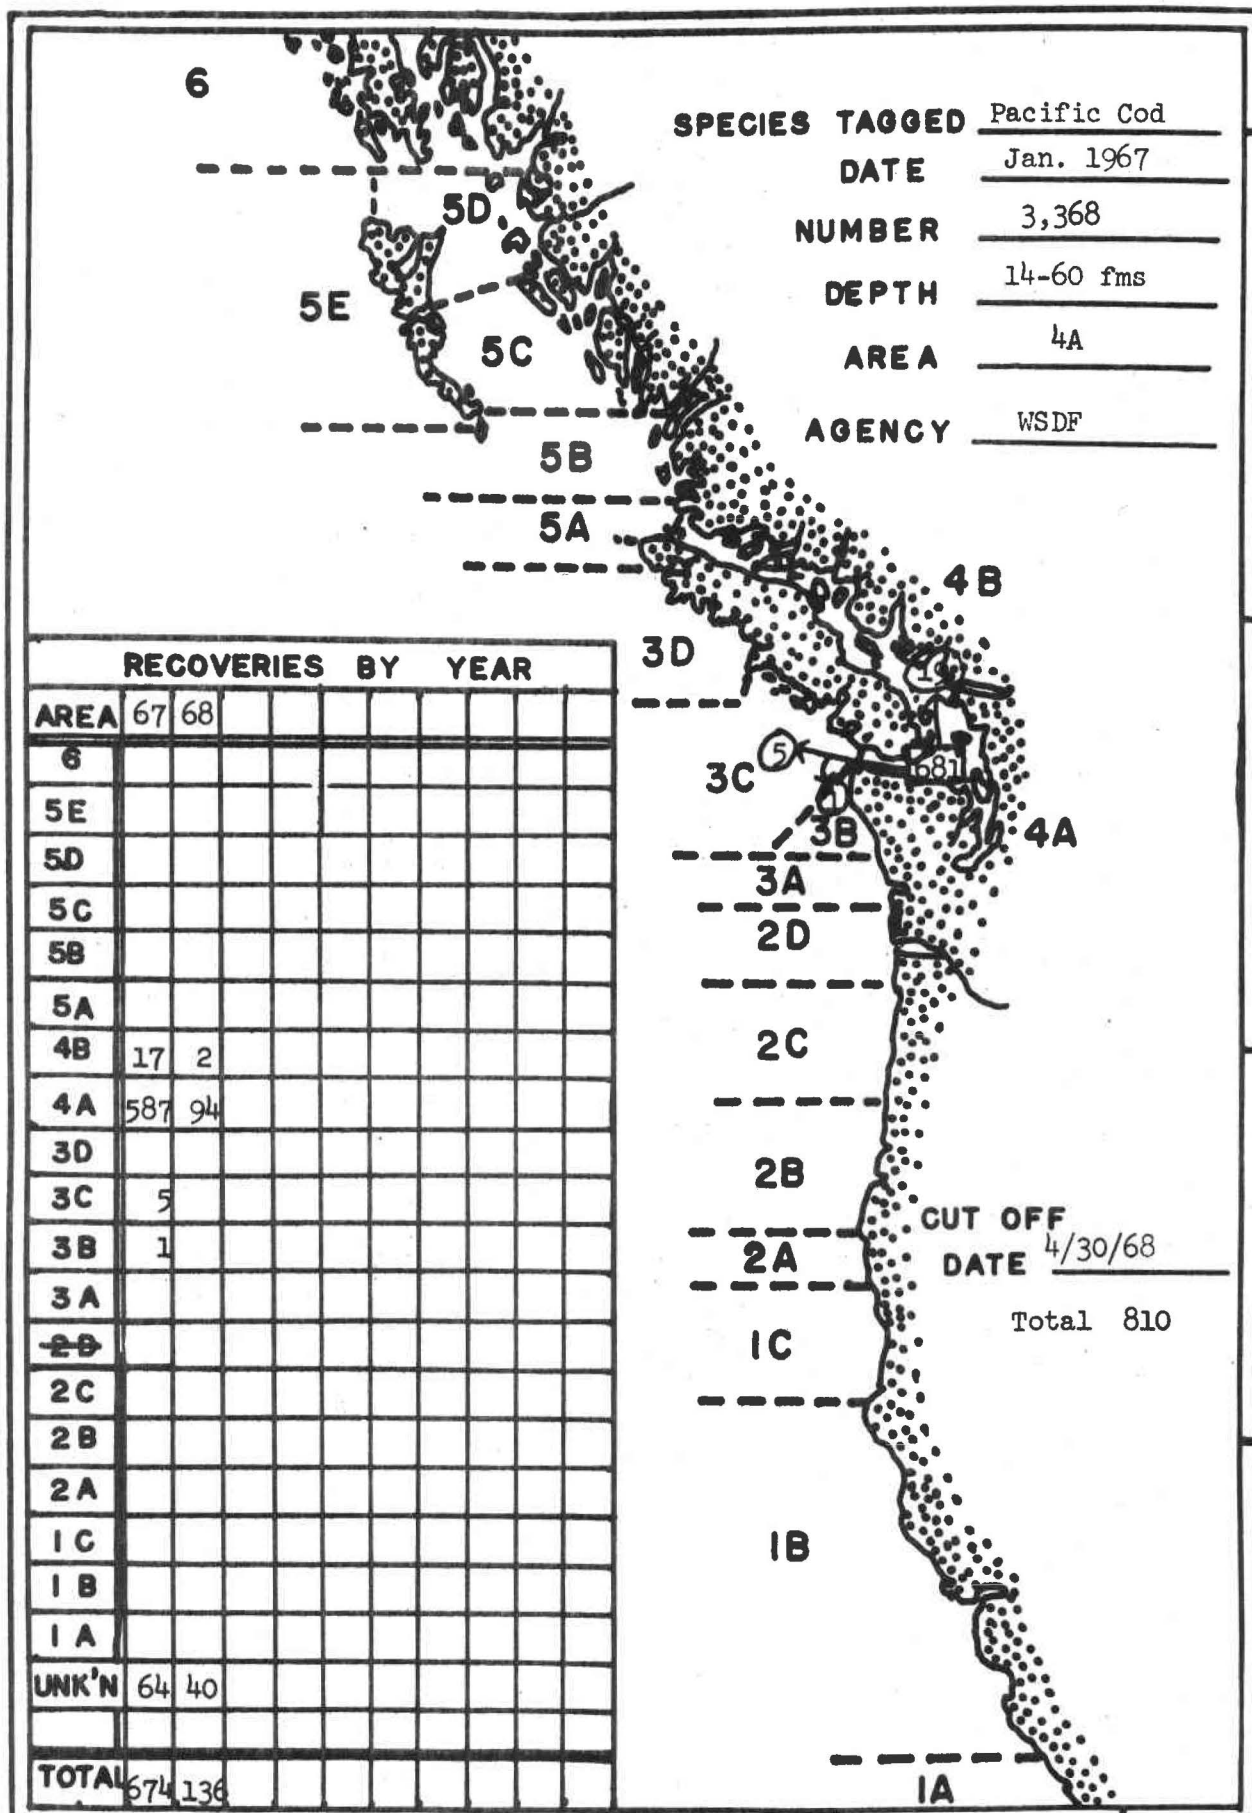 6
SPECIES TAGGED Pacific Cod
DATE Jan. 1967
NUMBER 3,368
DEPTH 14-60 fms
AREA 4A
AGENCY WSDF
5D
5E
5C
5B
5A
4B
3D
5
3C
681
1
3B
4A
3A
2D
2C
2B
2A
1C
1B
1A
CUT OFF
DATE 4/30/68
Total 810
RECOVERIES BY YEAR
AREA 67 68
6
5E
5D
5C
5B
5A
4B 17 2
4A 587 94
3D
3C 5
3B 1
3A
2D
2C
2B
2A
1C
1B
1A
UNK'N 64 40
TOTAL 674 136